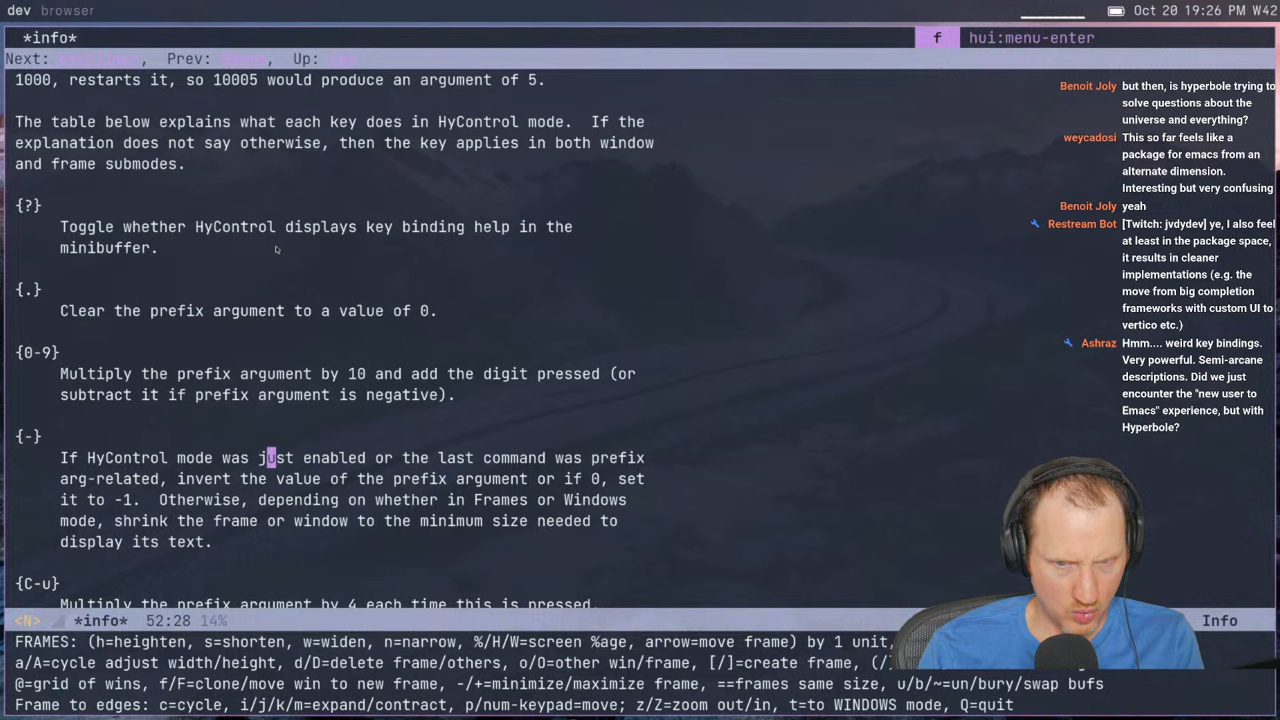 dev browser
Oct 20 19:26 PM W42
*info*
f hui:menu-enter
Next: , Prev: , Up:
1000, restarts it, so 10005 would produce an argument of 5.
The table below explains what each key does in HyControl mode.  If the
explanation does not say otherwise, then the key applies in both window
and frame submodes.
{?}
Toggle whether HyControl displays key binding help in the
minibuffer.
{.}
Clear the prefix argument to a value of 0.
{0-9}
Multiply the prefix argument by 10 and add the digit pressed (or
subtract it if prefix argument is negative).
{-}
If HyControl mode was just enabled or the last command was prefix
arg-related, invert the value of the prefix argument or if 0, set
it to -1.  Otherwise, depending on whether in Frames or Windows
mode, shrink the frame or window to the minimum size needed to
display its text.
{C-u}
Multiply the prefix argument by 4 each time this is pressed.
<N> *info* 52:28 14% Info
FRAMES: (h=heighten, s=shorten, w=widen, n=narrow, %/H/W=screen %age, arrow=move frame) by 1 unit,
a/A=cycle adjust width/height, d/D=delete frame/others, o/O=other win/frame, [/]=create frame, (/)
@=grid of wins, f/F=clone/move win to new frame, -/+=minimize/maximize frame, ==frames same size, u/b/~=un/bury/swap bufs
Frame to edges: c=cycle, i/j/k/m=expand/contract, p/num-keypad=move; z/Z=zoom out/in, t=to WINDOWS mode, Q=quit
Benoit Joly but then, is hyperbole trying to
solve questions about the
universe and everything?
weycadosi This so far feels like a
package for emacs from an
alternate dimension.
Interesting but very confusing
Benoit Joly yeah
Restream Bot [Twitch: jvdydev] ye, I also feel
at least in the package space,
it results in cleaner
implementations (e.g. the
move from big completion
frameworks with custom UI to
vertico etc.)
Ashraz Hmm.... weird key bindings.
Very powerful. Semi-arcane
descriptions. Did we just
encounter the "new user to
Emacs" experience, but with
Hyperbole?